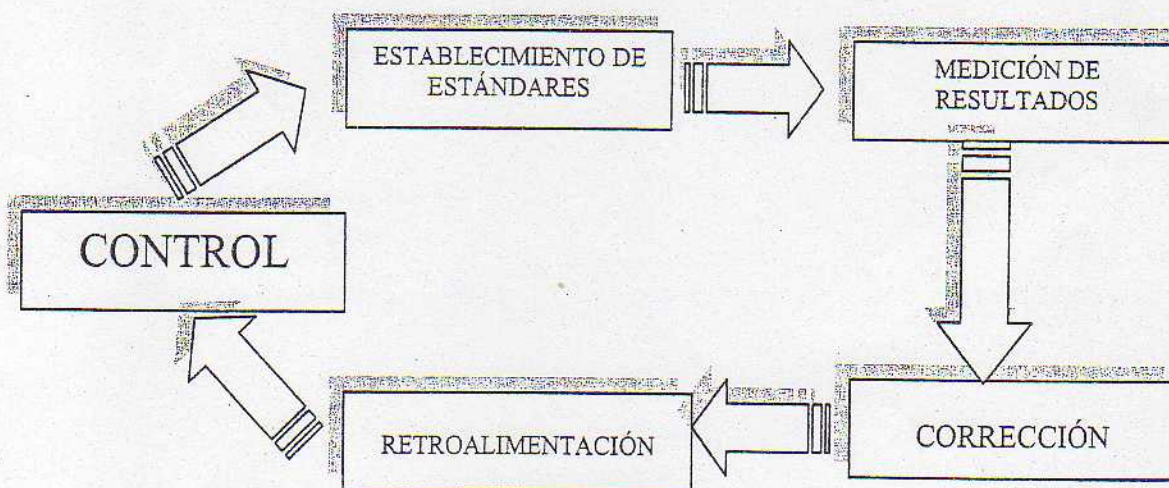 ESTABLECIMIENTO DE
ESTÁNDARES
MEDICIÓN DE
RESULTADOS
CONTROL
RETROALIMENTACIÓN
CORRECCIÓN